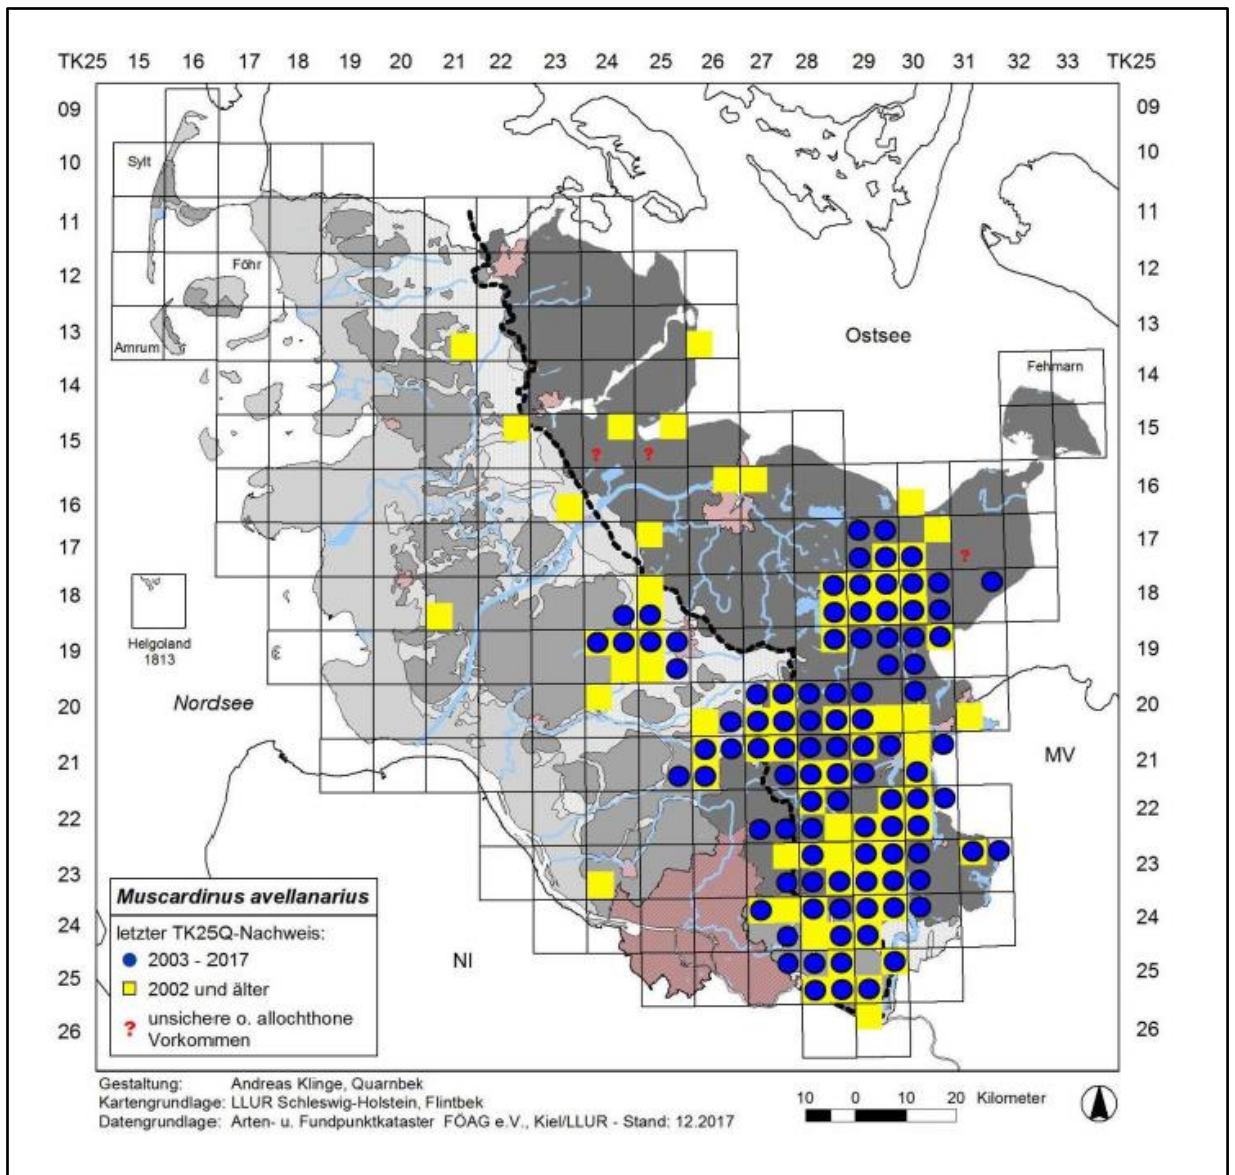 TK25 15 16 17 18 19 20 21 22 23 24 25 26 27 28 29 30 31 32 33 TK25
09 09
Sylt
10 10
11 11
Föhr
12 12
13 13
Amrum
Ostsee
14 14
Fehmarn
15 15
? ?
16 16
17 17
?
18 18
Helgoland
1813
19 19
Nordsee
20 20
MV
21 21
22 22
23 23
24 24
NI
25 25
26 26
Muscardinus avellanarius
letzter TK25Q-Nachweis:
2003 - 2017
2002 und älter
? unsichere o. allochthone
Vorkommen
Gestaltung: Andreas Klinge, Quarnbek
Kartengrundlage: LLUR Schleswig-Holstein, Flintbek
Datengrundlage: Arten- u. Fundpunktkataster FÖAG e.V., Kiel/LLUR - Stand: 12.2017
10 0 10 20 Kilometer